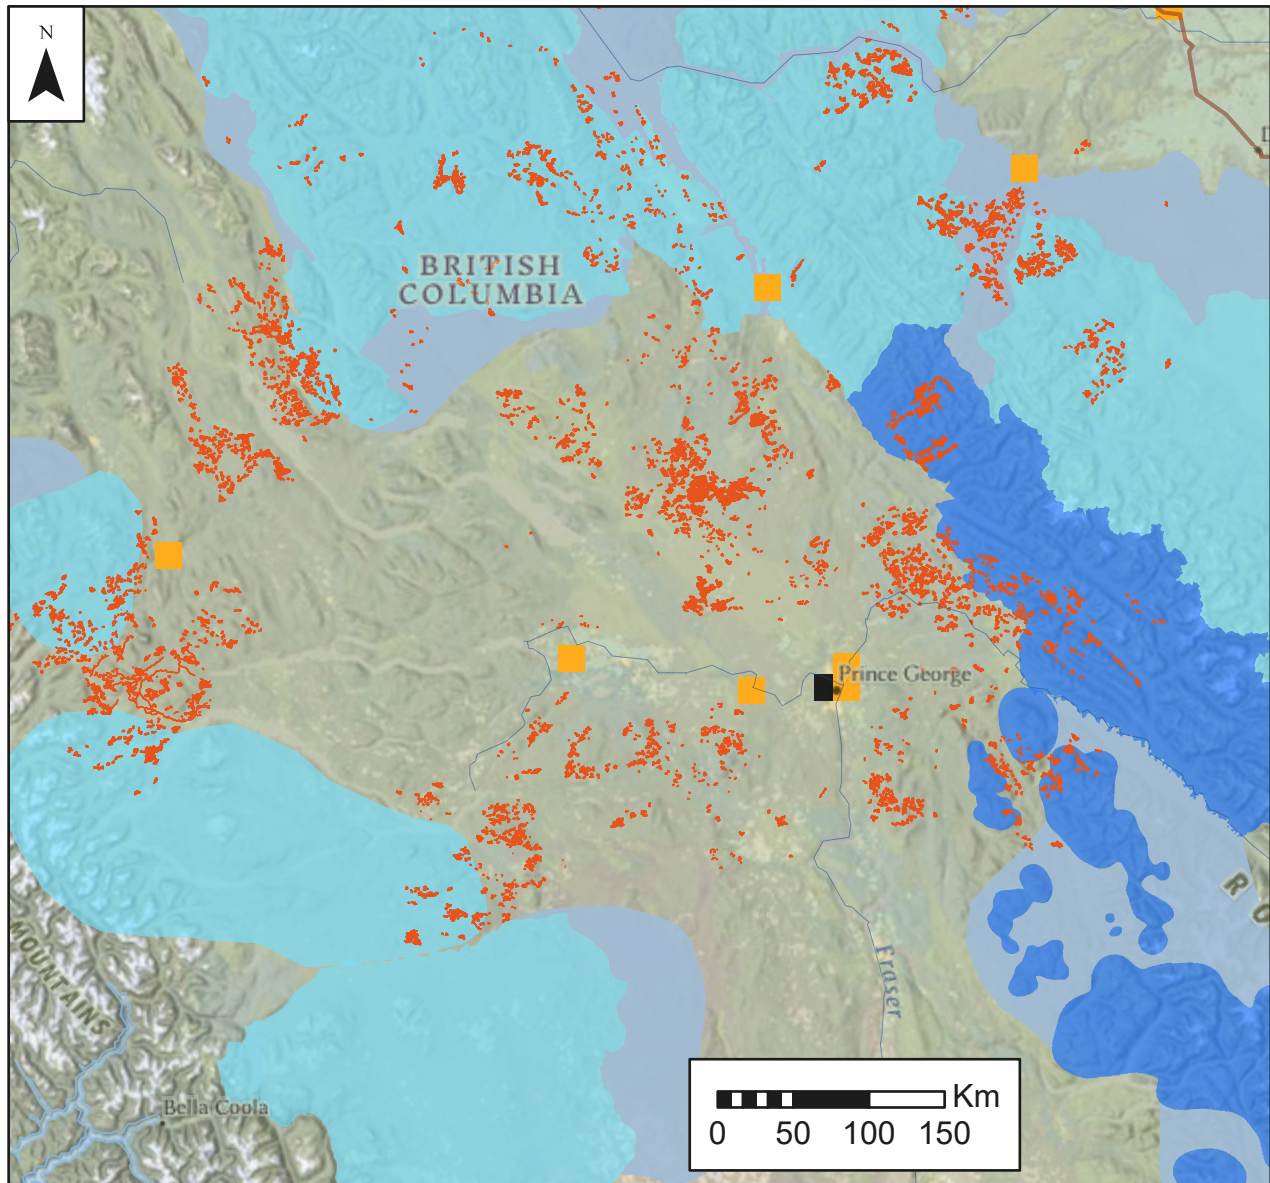 N
D
BRITISH
COLUMBIA
Prince George
R
O
MOUNTAINS
Fraser
Bella Coola
Km
0 50 100 150